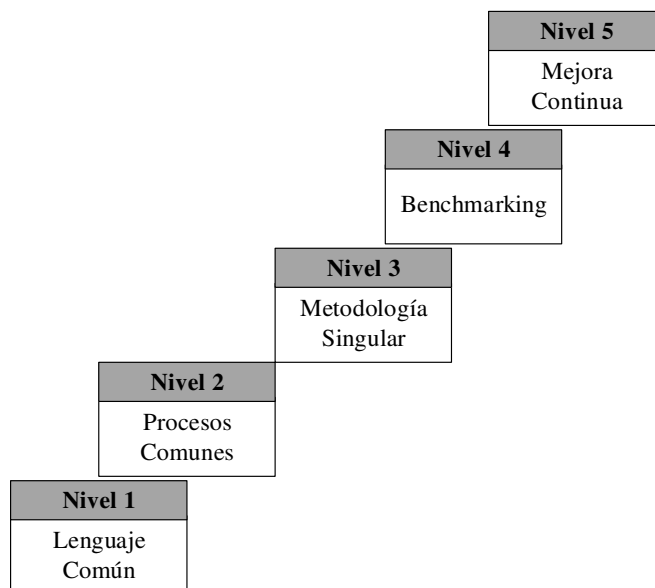 Nivel 5
Mejora
Continua
Nivel 4
Benchmarking
Nivel 3
Metodología
Singular
Nivel 2
Procesos
Comunes
Nivel 1
Lenguaje
Común